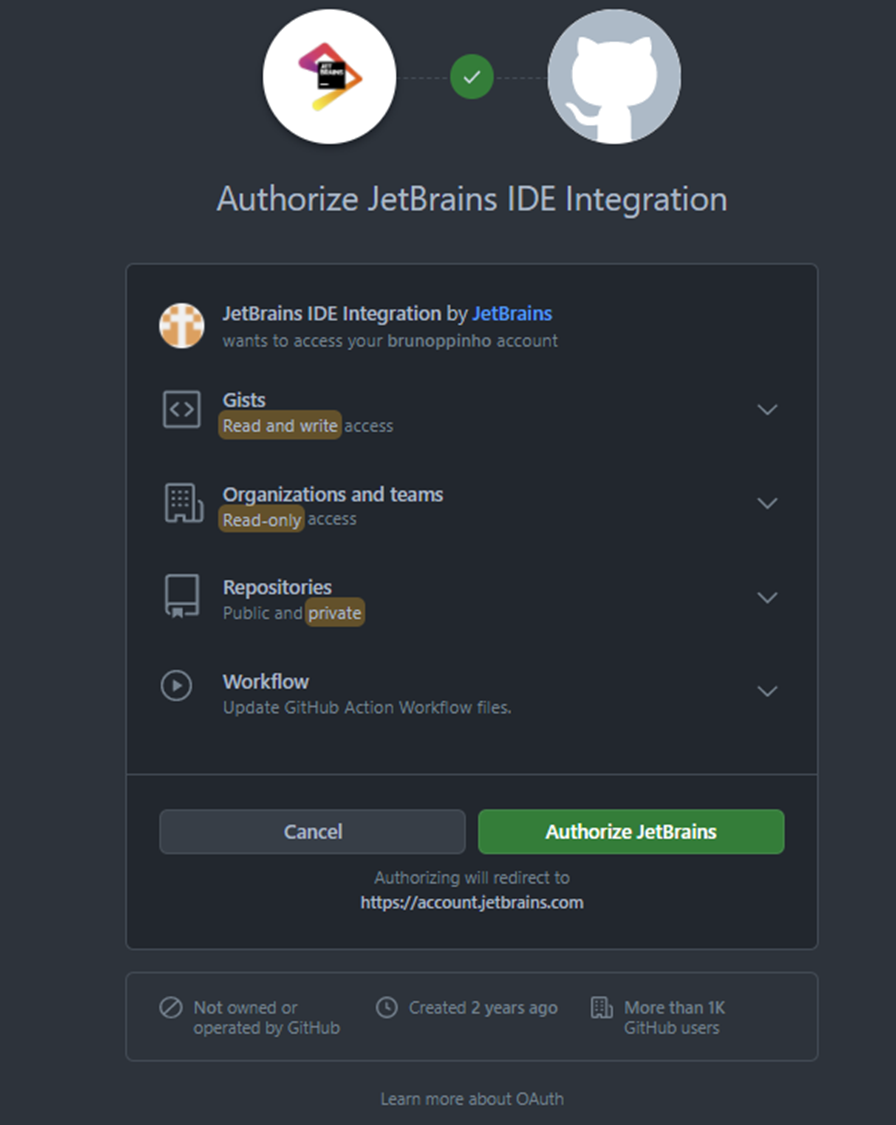 JET
BRAINS
Authorize JetBrains IDE Integration
JetBrains IDE Integration by JetBrains
wants to access your brunoppinho account
Gists
Read and write access
Organizations and teams
Read-only access
Repositories
Public and private
Workflow
Update GitHub Action Workflow files.
Cancel
Authorize JetBrains
Authorizing will redirect to
https://account.jetbrains.com
Not owned or
operated by GitHub
Created 2 years ago
More than 1K
GitHub users
Learn more about OAuth